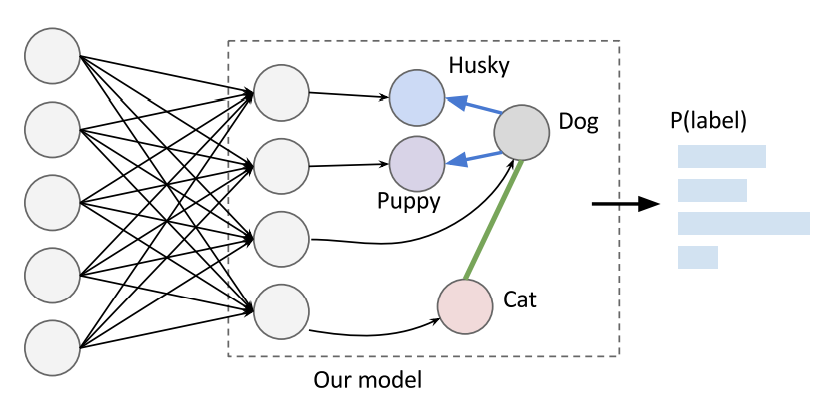 Husky
Dog
P(label)
Puppy
Cat
Our model